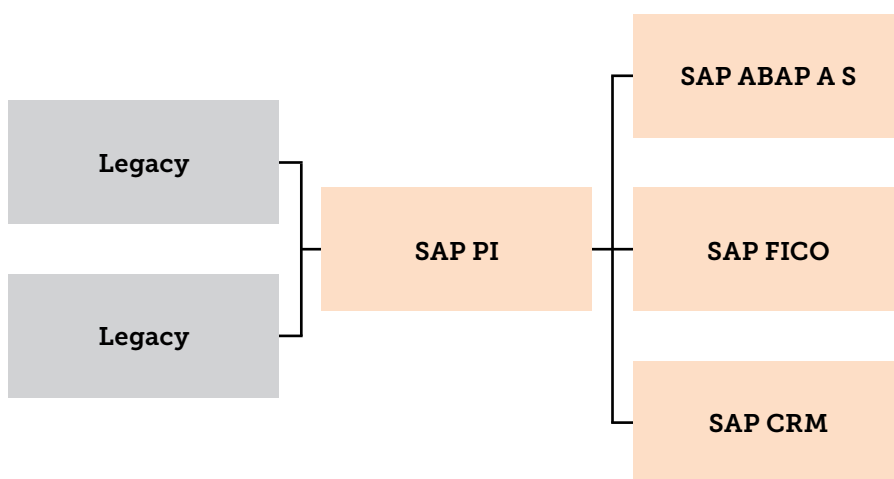 Legacy
Legacy
SAP PI
SAP ABAP A S
SAP FICO
SAP CRM